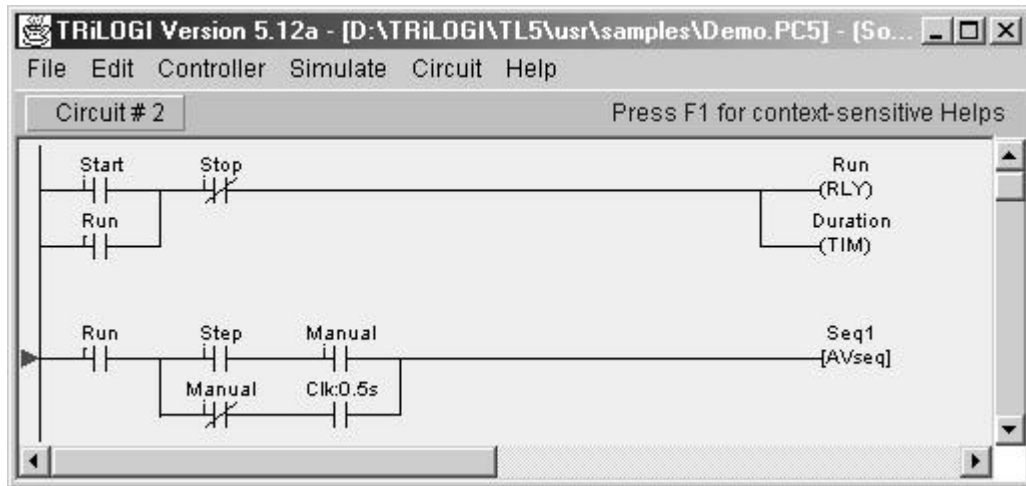 TRiLOGI Version 5.12a - [D:\TRiLOGI\TL5\usr\samples\Demo.PC5] - (So...
File Edit Controller Simulate Circuit Help
Circuit # 2 Press F1 for context-sensitive Helps
Start Stop Run
i i (RLY)
Run Duration
r (TIM)
Run Step Manual Seq1
r i i [AVseq]
Manual Clk:0.5s
i